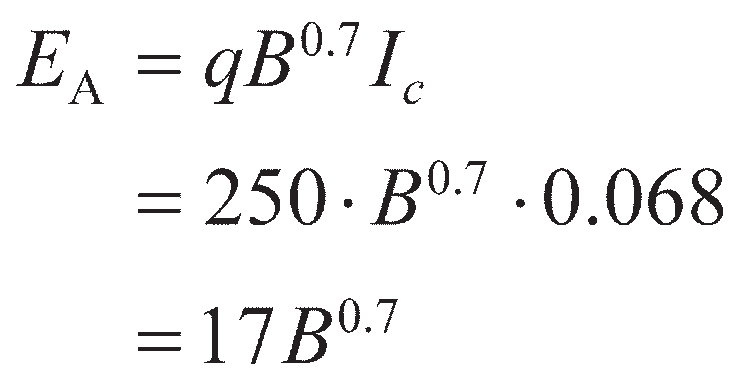 E_A = qB^{0.7} I_c
= 250 · B^{0.7} · 0.068
= 17B^{0.7}